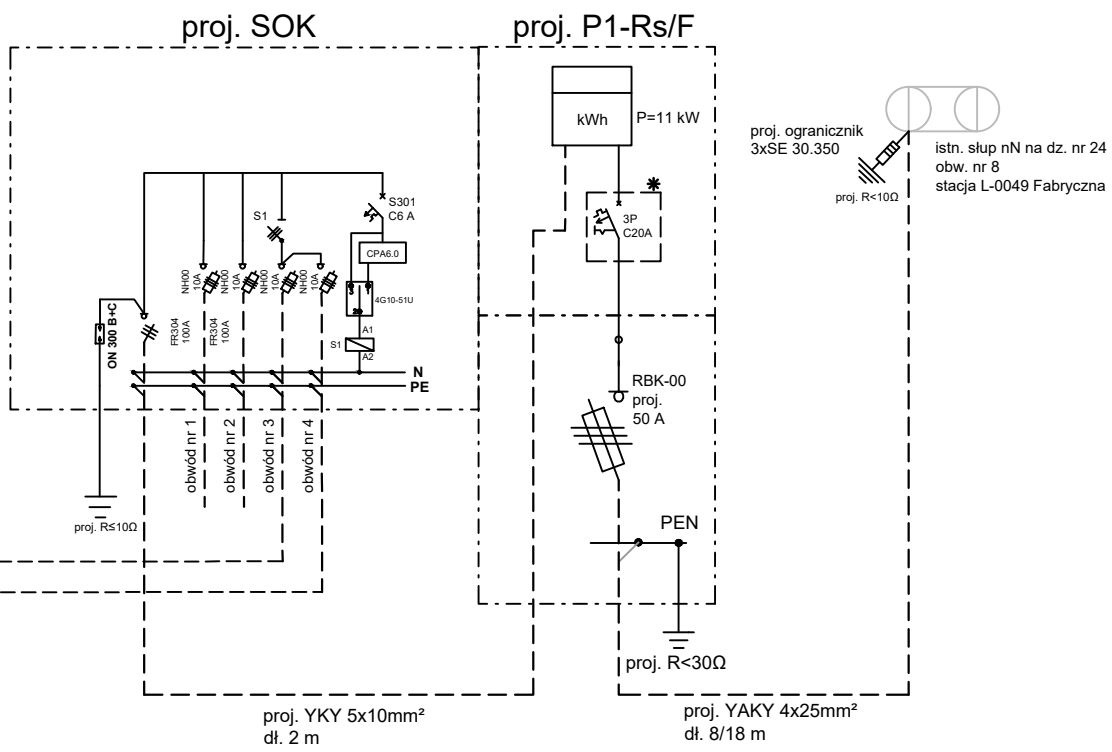 proj. SOK
proj. P1-Rs/F
kWh
P=11 kW
proj. ogranicznik
3xSE 30.350
istn. słup nN na dz. nr 24
obw. nr 8
stacja L-0049 Fabryczna
proj. R<10Ω
*
3P
C20A
S301
C6 A
S1
CPA6.0
4G10-51U
NH00
10A
NH00
10A
NH00
10A
NH00
10A
FR304
100A
FR304
100A
ON 300 B+C
S1
A1
A2
N
PE
RBK-00
proj.
50 A
obwód nr 1
obwód nr 2
obwód nr 3
obwód nr 4
proj. R≤10Ω
PEN
proj. R<30Ω
proj. YKY 5x10mm²
dł. 2 m
proj. YAKY 4x25mm²
dł. 8/18 m